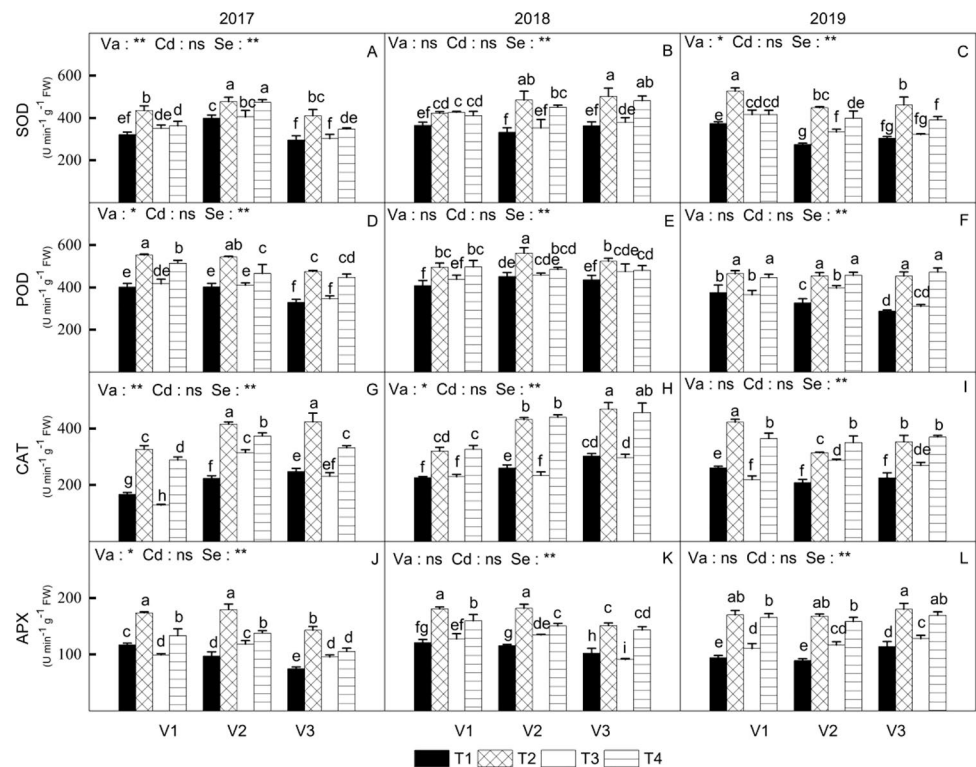 2017
2018
2019
SOD
(U min⁻¹ g⁻¹ FW)
600
400
200
Va : ** Cd : ns Se : **
A
ef b de d
c a bc a
f bc f de
Va : ns Cd : ns Se : **
B
ef cd c cd
f ab ef bc
ef a de ab
Va : * Cd : ns Se : **
C
e a cd cd
g bc f de
fg b fg f
POD
(U min⁻¹ g⁻¹ FW)
600
400
200
Va : * Cd : ns Se : **
D
e a de b
e ab e c
f c f cd
Va : ns Cd : ns Se : **
E
f bc ef bc
de a cde bcd
ef b cde cde
Va : ns Cd : ns Se : **
F
b a b a
c a b a
d a cd a
CAT
(U min⁻¹ g⁻¹ FW)
400
200
Va : ** Cd : ns Se : **
G
g c h d
f a c b
e a ef c
Va : * Cd : ns Se : **
H
f cd f c
e b f b
cd a d ab
Va : ns Cd : ns Se : **
I
e a f b
f c d b
f b de b
APX
(U min⁻¹ g⁻¹ FW)
200
100
Va : * Cd : ns Se : **
J
c a d b
d a c b
e b d d
Va : ns Cd : ns Se : **
K
fg a ef b
g a de c
h c i cd
Va : ns Cd : ns Se : **
L
e ab d b
e ab cd b
d a c b
V1 V2 V3
V1 V2 V3
V1 V2 V3
T1 T2 T3 T4